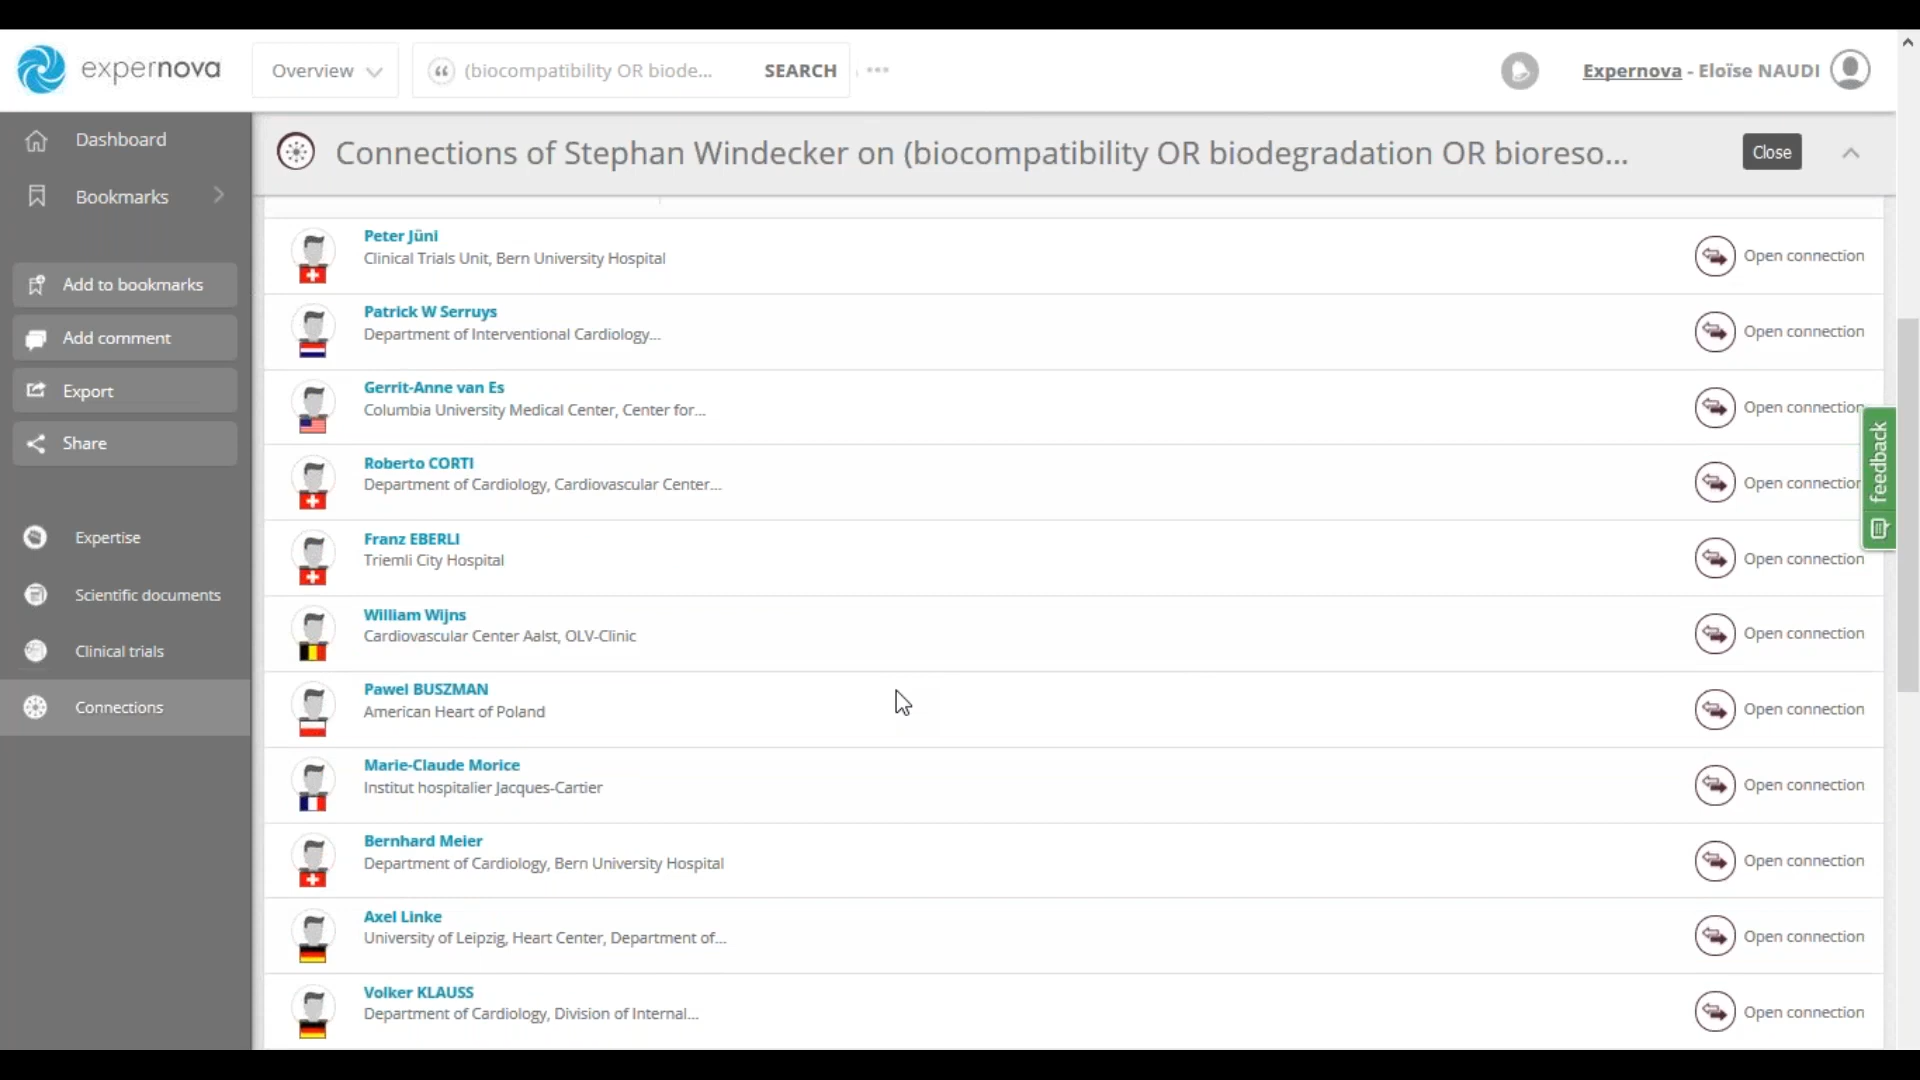 expernova
Overview
(biocompatibility OR biode...
SEARCH
Expernova - Eloïse NAUDI
Dashboard
Bookmarks
Add to bookmarks
Add comment
Export
Share
Expertise
Scientific documents
Clinical trials
Connections
Connections of Stephan Windecker on (biocompatibility OR biodegradation OR bioreso...
Close
Peter Jüni
Clinical Trials Unit, Bern University Hospital
Open connection
Patrick W Serruys
Department of Interventional Cardiology...
Open connection
Gerrit-Anne van Es
Columbia University Medical Center, Center for...
Open connection
Roberto CORTI
Department of Cardiology, Cardiovascular Center...
Open connection
Franz EBERLI
Triemli City Hospital
Open connection
William Wijns
Cardiovascular Center Aalst, OLV-Clinic
Open connection
Pawel BUSZMAN
American Heart of Poland
Open connection
Marie-Claude Morice
Institut hospitalier Jacques-Cartier
Open connection
Bernhard Meier
Department of Cardiology, Bern University Hospital
Open connection
Axel Linke
University of Leipzig, Heart Center, Department of...
Open connection
Volker KLAUSS
Department of Cardiology, Division of Internal...
Open connection
feedback